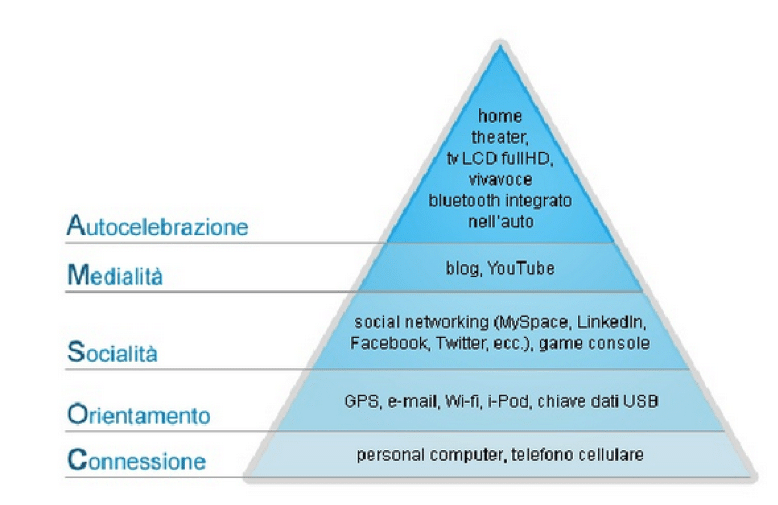 home
theater,
tv LCD fullHD,
vivavoce
bluetooth integrato
nell'auto
Autocelebrazione
blog, YouTube
Medialità
social networking (MySpace, LinkedIn,
Facebook, Twitter, ecc.), game console
Socialità
GPS, e-mail, Wi-fi, i-Pod, chiave dati USB
Orientamento
personal computer, telefono cellulare
Connessione